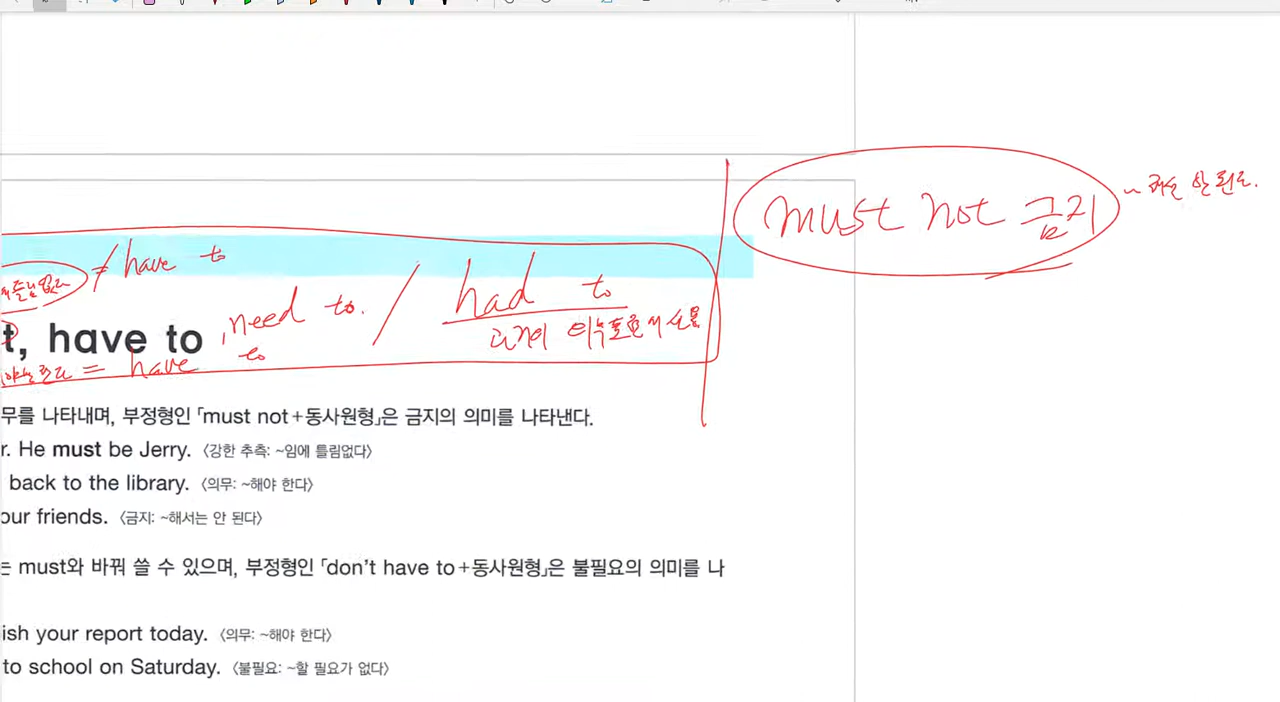 must not 금지
~ 해선 안 된다.
틀림없다 ≠ have to
t, have to , need to. / had to
= have to
무를 나타내며, 부정형인 「must not+동사원형」은 금지의 의미를 나타낸다.
r. He must be Jerry. 〈강한 추측: ~임에 틀림없다〉
back to the library. 〈의무: ~해야 한다〉
our friends. 〈금지: ~해서는 안 된다〉
는 must와 바꿔 쓸 수 있으며, 부정형인 「don't have to+동사원형」은 불필요의 의미를 나
ish your report today. 〈의무: ~해야 한다〉
to school on Saturday. 〈불필요: ~할 필요가 없다〉